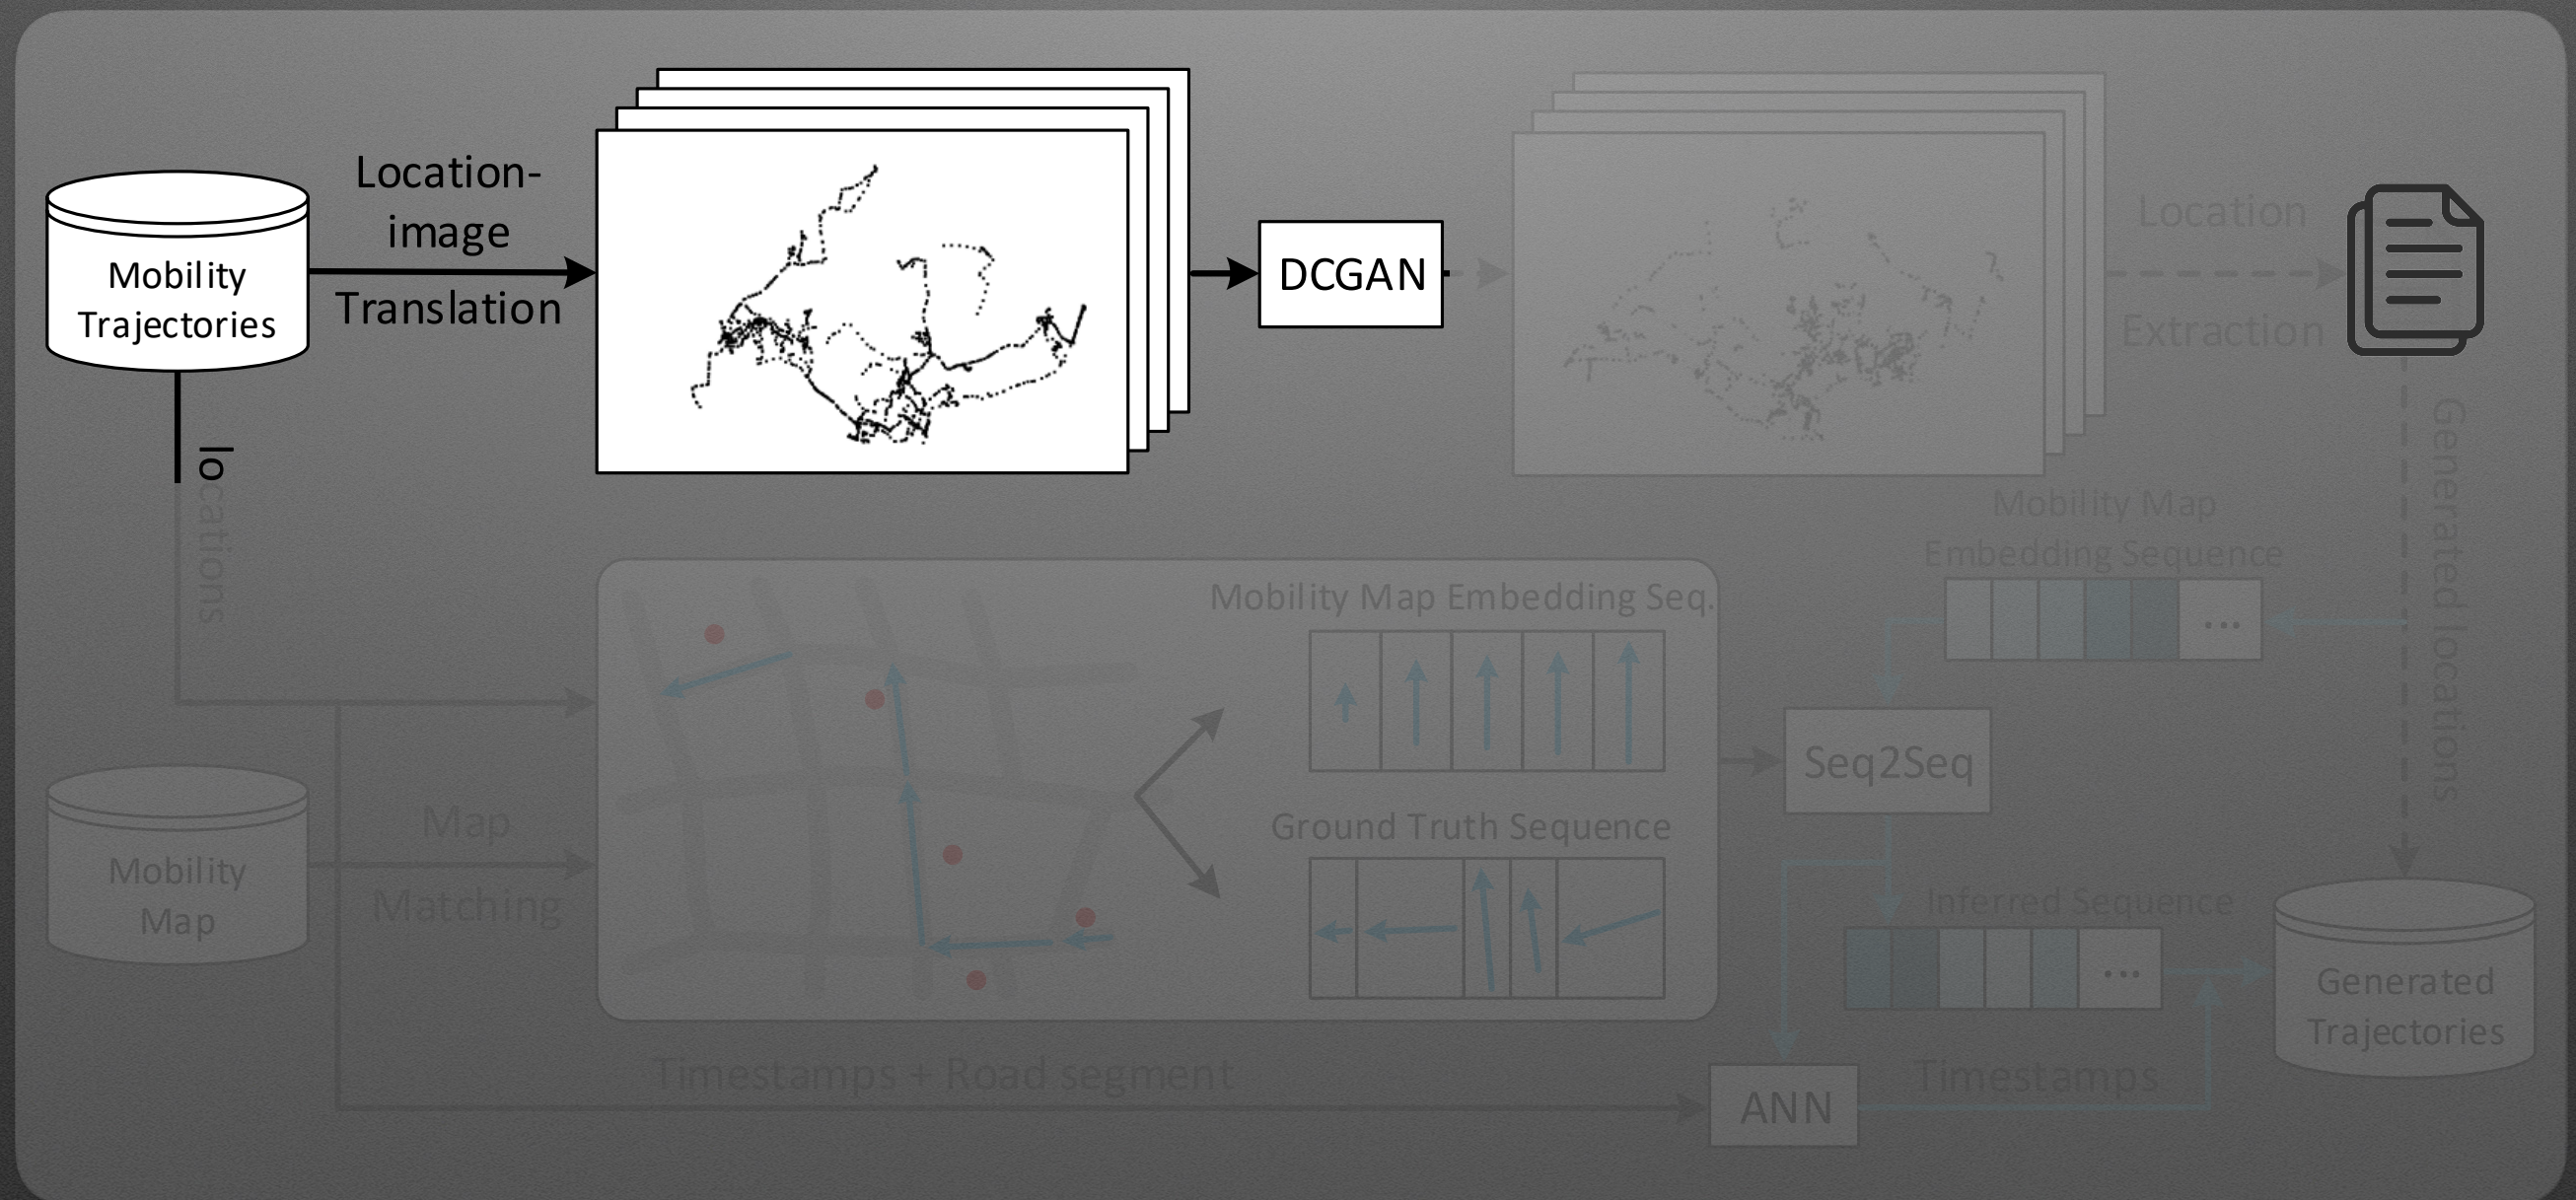 Location-
image
Translation
Mobility
Trajectories
DCGAN
Location
Extraction
locations
Generated locations
Mobility Map
Embedding Sequence
...
Mobility Map Embedding Seq.
Seq2Seq
Ground Truth Sequence
Map
Matching
Mobility
Map
Inferred Sequence
...
Generated
Trajectories
Timestamps + Road segment
Timestamps
ANN